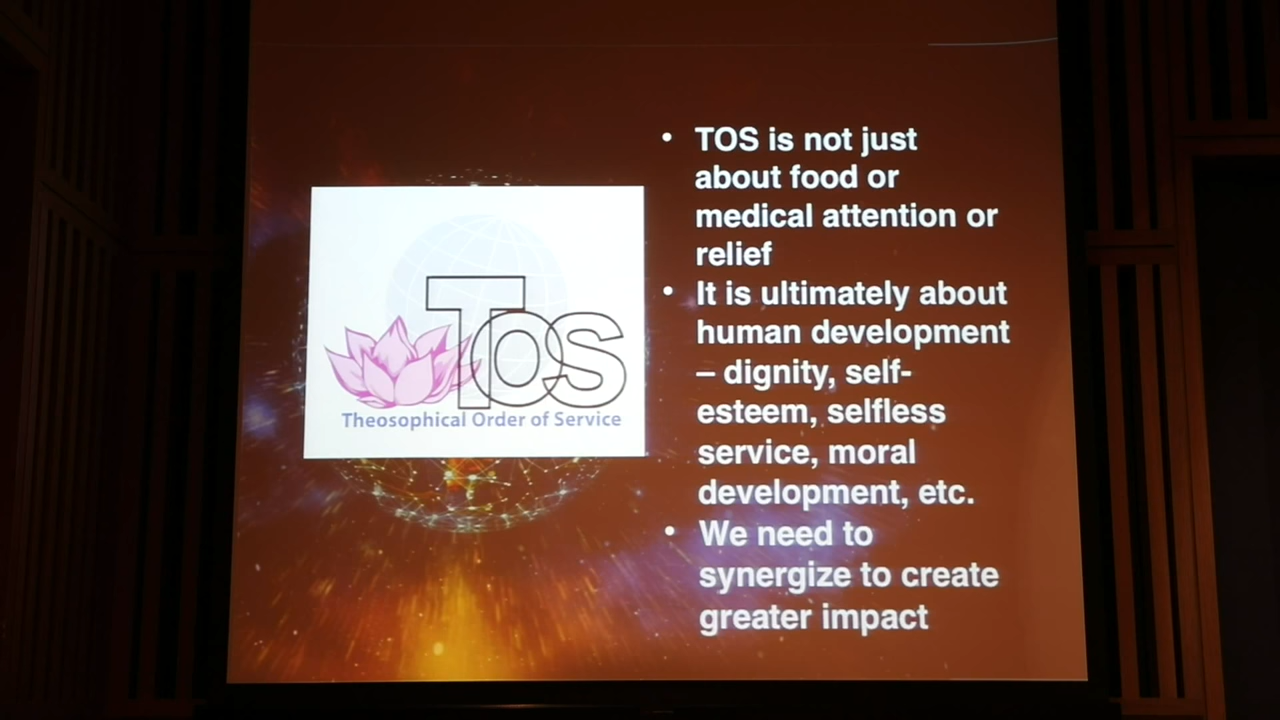 TOS
Theosophical Order of Service
• TOS is not just
about food or
medical attention or
relief
• It is ultimately about
human development
– dignity, self-
esteem, selfless
service, moral
development, etc.
• We need to
synergize to create
greater impact